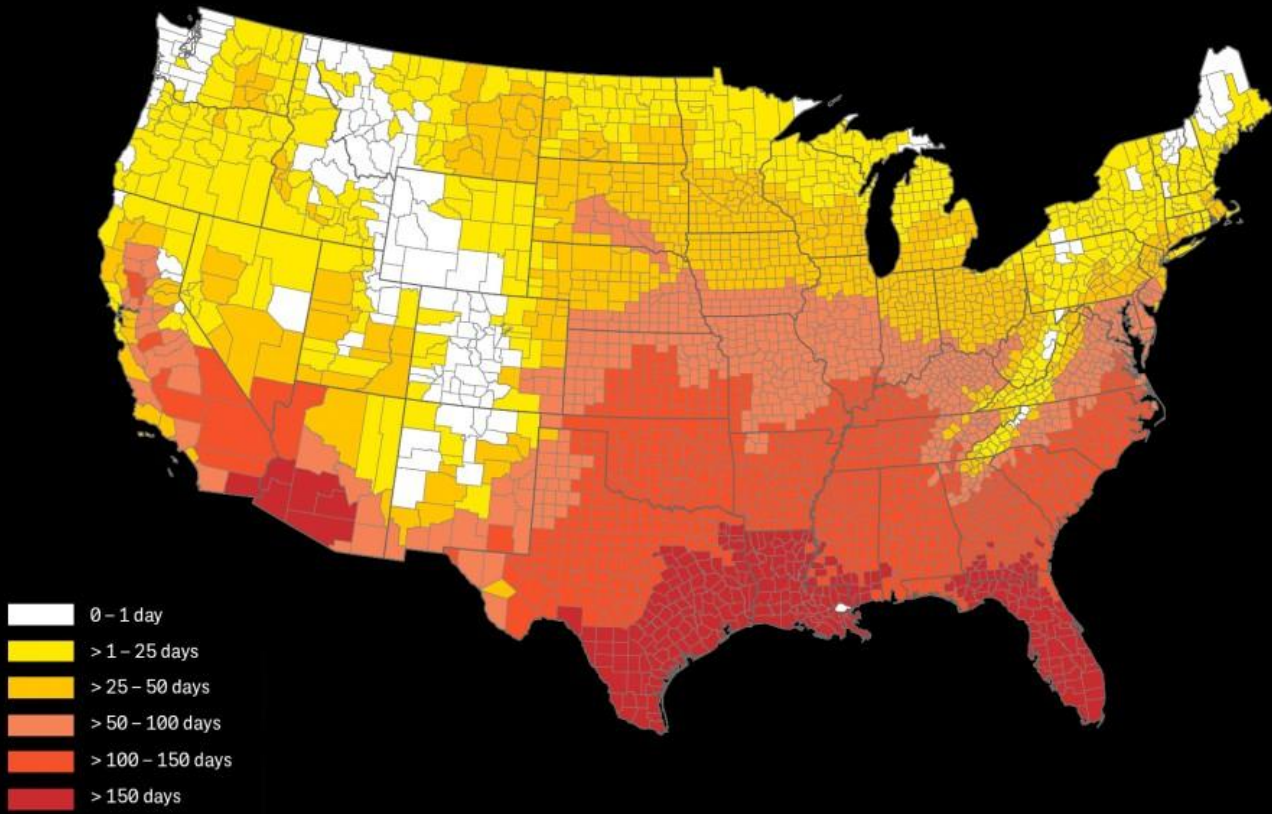 0 – 1 day
> 1 – 25 days
> 25 – 50 days
> 50 – 100 days
> 100 – 150 days
> 150 days